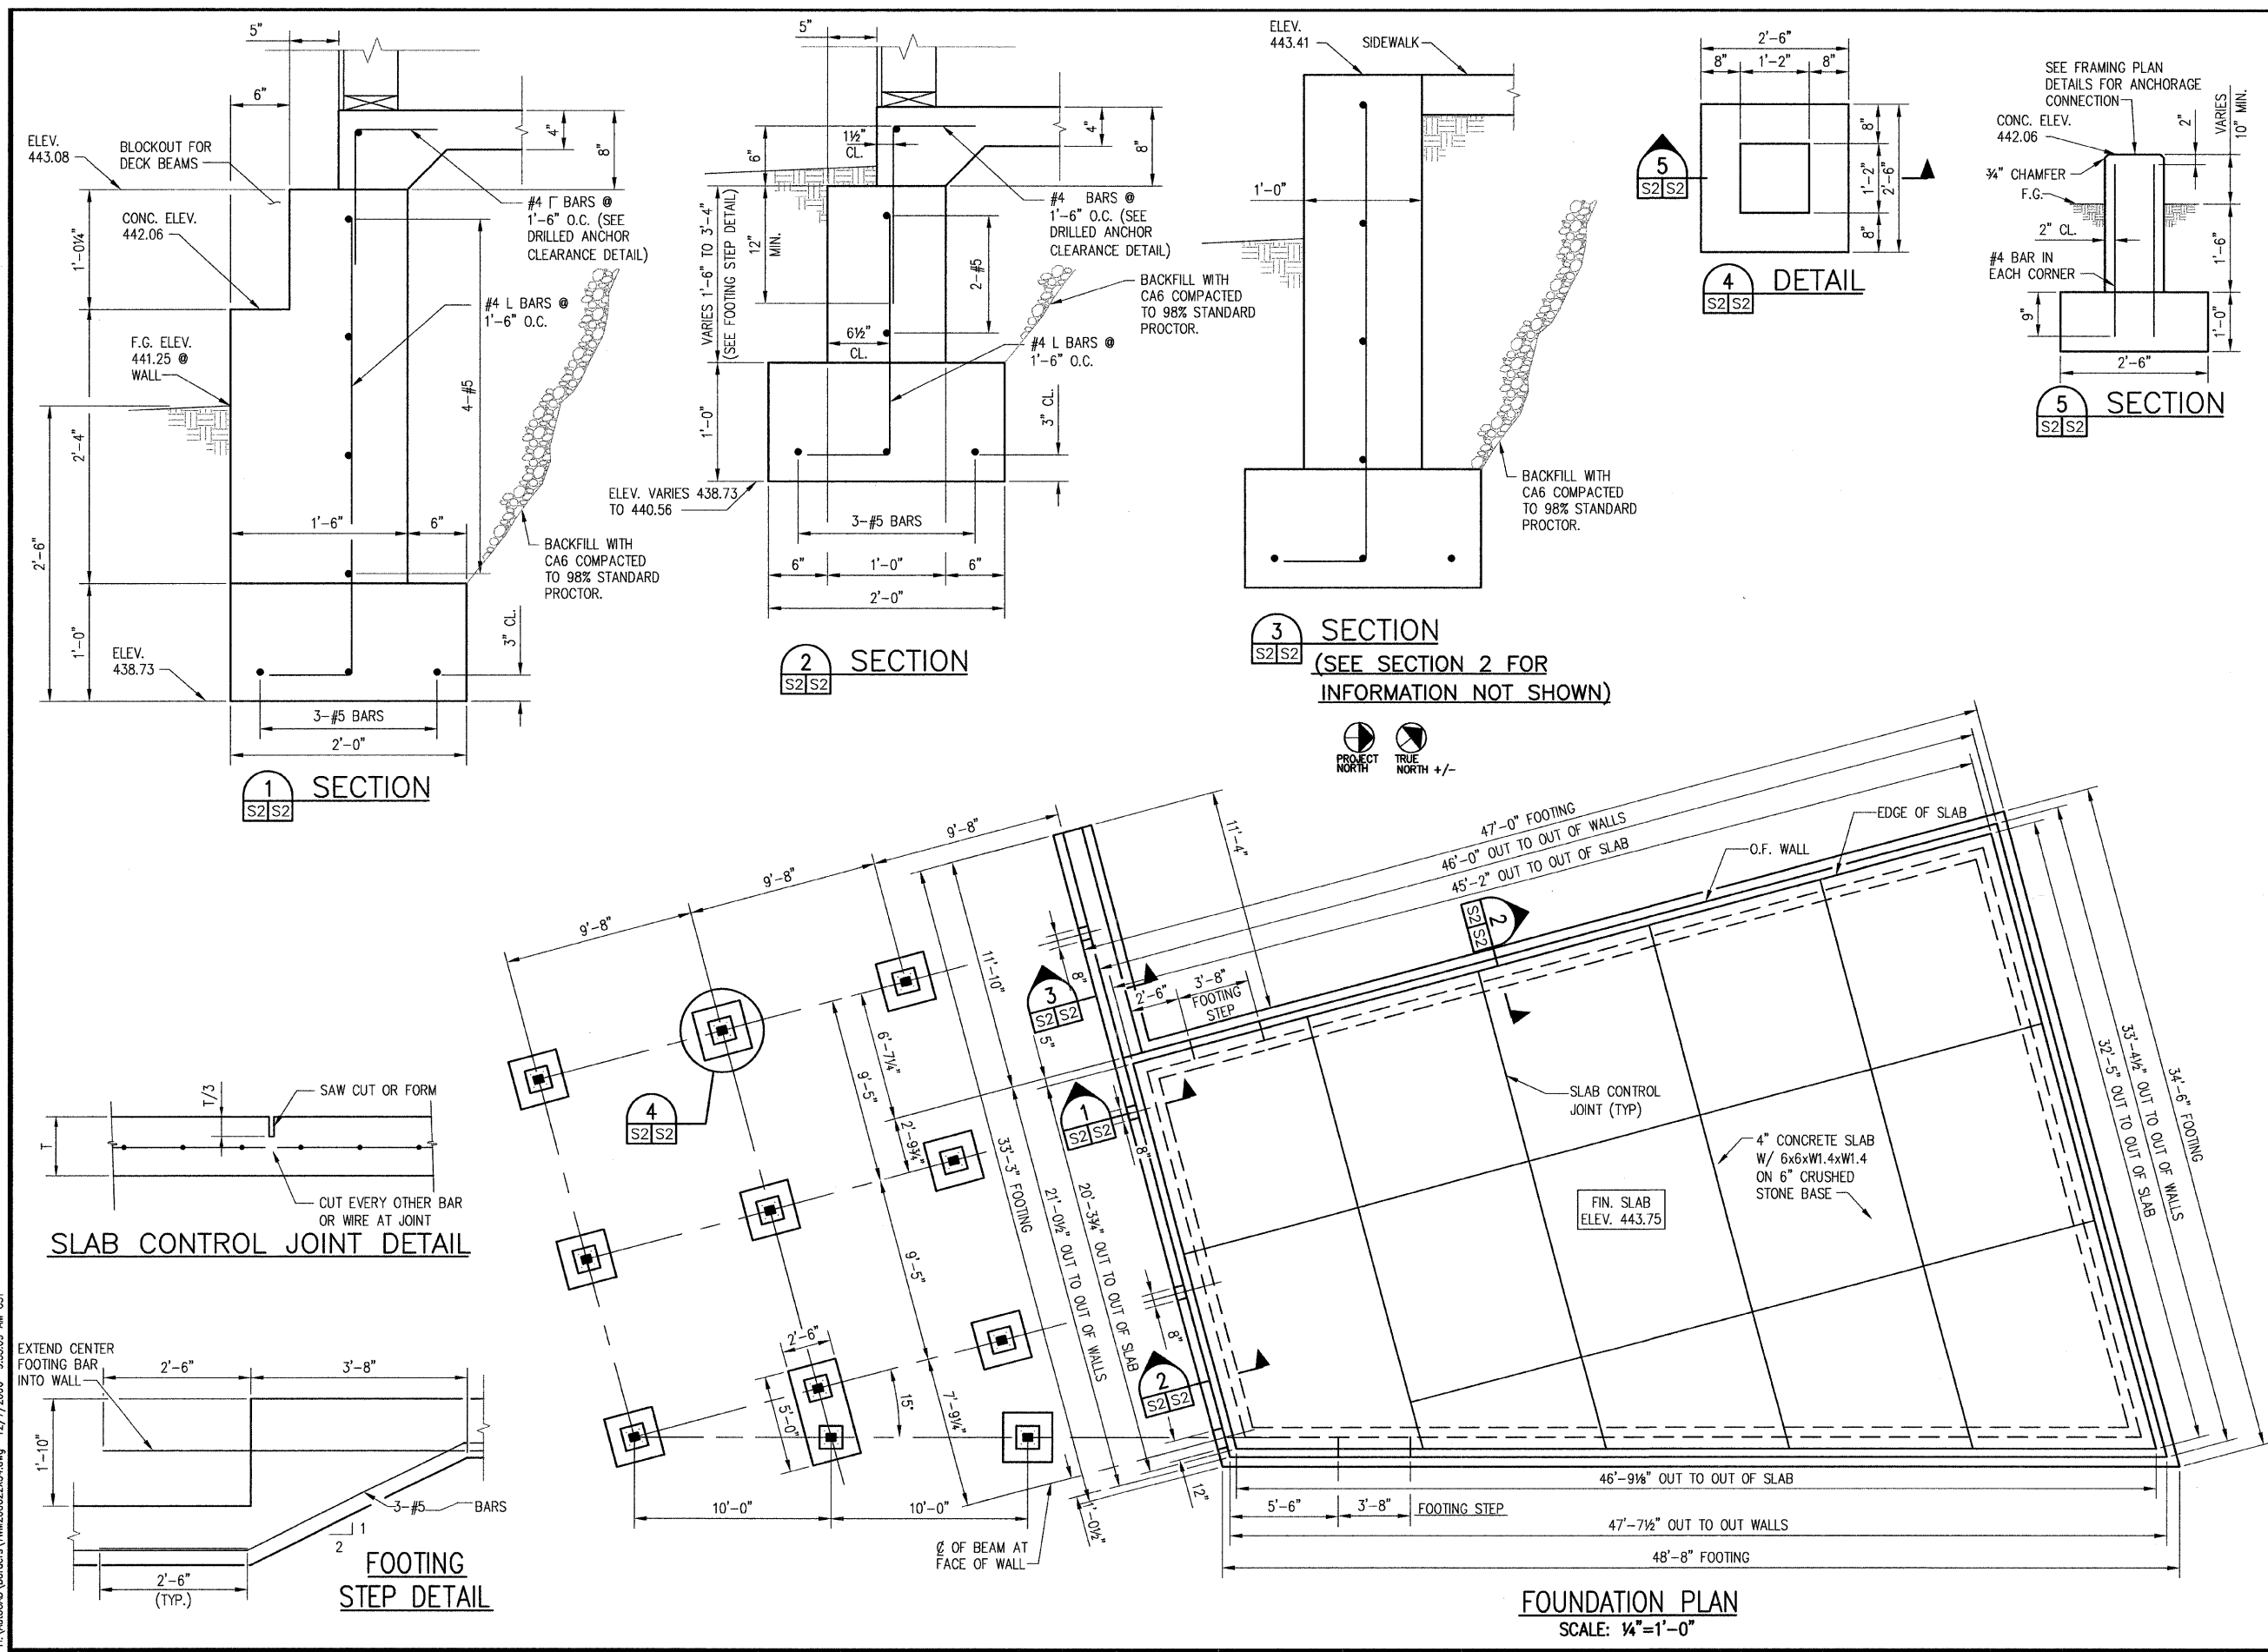 5"
6"
ELEV.
443.08
BLOCKOUT FOR
DECK BEAMS
4"
8"
#4 Γ BARS @
1'-6" O.C. (SEE
DRILLED ANCHOR
CLEARANCE DETAIL)
1'-0¼"
CONC. ELEV.
442.06
#4 L BARS @
1'-6" O.C.
F.G. ELEV.
441.25 @
WALL
4-#5
2'-4"
2'-6"
1'-6"
6"
BACKFILL WITH
CA6 COMPACTED
TO 98% STANDARD
PROCTOR.
1'-0"
ELEV.
438.73
3" CL.
3-#5 BARS
2'-0"
1
S2 S2
SECTION
5"
1½"
CL.
6"
4"
8"
#4 BARS @
1'-6" O.C. (SEE
DRILLED ANCHOR
CLEARANCE DETAIL)
VARIES 1'-6" TO 3'-4"
(SEE FOOTING STEP DETAIL)
12"
MIN.
2-#5
BACKFILL WITH
CA6 COMPACTED
TO 98% STANDARD
PROCTOR.
6½"
CL.
#4 L BARS @
1'-6" O.C.
1'-0"
3" CL.
ELEV. VARIES 438.73
TO 440.56
3-#5 BARS
6"
1'-0"
6"
2'-0"
2
S2 S2
SECTION
ELEV.
443.41
SIDEWALK
1'-0"
BACKFILL WITH
CA6 COMPACTED
TO 98% STANDARD
PROCTOR.
3
S2 S2
SECTION
(SEE SECTION 2 FOR
INFORMATION NOT SHOWN)
PROJECT
NORTH
TRUE
NORTH +/-
2'-6"
8"
1'-2"
8"
8"
1'-2"
2'-6"
8"
5
S2 S2
4
S2 S2
DETAIL
SEE FRAMING PLAN
DETAILS FOR ANCHORAGE
CONNECTION
CONC. ELEV.
442.06
2"
VARIES
10" MIN.
¾" CHAMFER
F.G.
2" CL.
1'-6"
#4 BAR IN
EACH CORNER
9"
1'-0"
2'-6"
5
S2 S2
SECTION
T/3
SAW CUT OR FORM
T
CUT EVERY OTHER BAR
OR WIRE AT JOINT
SLAB CONTROL JOINT DETAIL
EXTEND CENTER
FOOTING BAR
INTO WALL
2'-6"
3'-8"
1'-10"
3-#5 BARS
1
2
2'-6"
(TYP.)
FOOTING
STEP DETAIL
9'-8"
9'-8"
9'-8"
11'-4"
11'-10"
6'-7¼"
9'-5"
2'-9¾"
9'-5"
7'-9¼"
4
S2 S2
2'-6"
5'-0"
15°
10'-0"
10'-0"
33'-3" FOOTING
21'-0½" OUT TO OUT OF WALLS
20'-3¾" OUT TO OUT OF SLAB
1'-0½"
12"
℄ OF BEAM AT
FACE OF WALL
8"
3
S2 S2
2'-6"
3'-8"
FOOTING
STEP
5"
1
S2 S2
8"
8"
2
S2 S2
47'-0" FOOTING
46'-0" OUT TO OUT OF WALLS
45'-2" OUT TO OUT OF SLAB
EDGE OF SLAB
O.F. WALL
2
S2 S2
SLAB CONTROL
JOINT (TYP)
4" CONCRETE SLAB
W/ 6x6xW1.4xW1.4
ON 6" CRUSHED
STONE BASE
FIN. SLAB
ELEV. 443.75
34'-6" FOOTING
33'-4½" OUT TO OUT OF WALLS
32'-5" OUT TO OUT OF SLAB
46'-9⅛" OUT TO OUT OF SLAB
5'-6"
3'-8"
FOOTING STEP
47'-7½" OUT TO OUT WALLS
48'-8" FOOTING
FOUNDATION PLAN
SCALE: ¼"=1'-0"